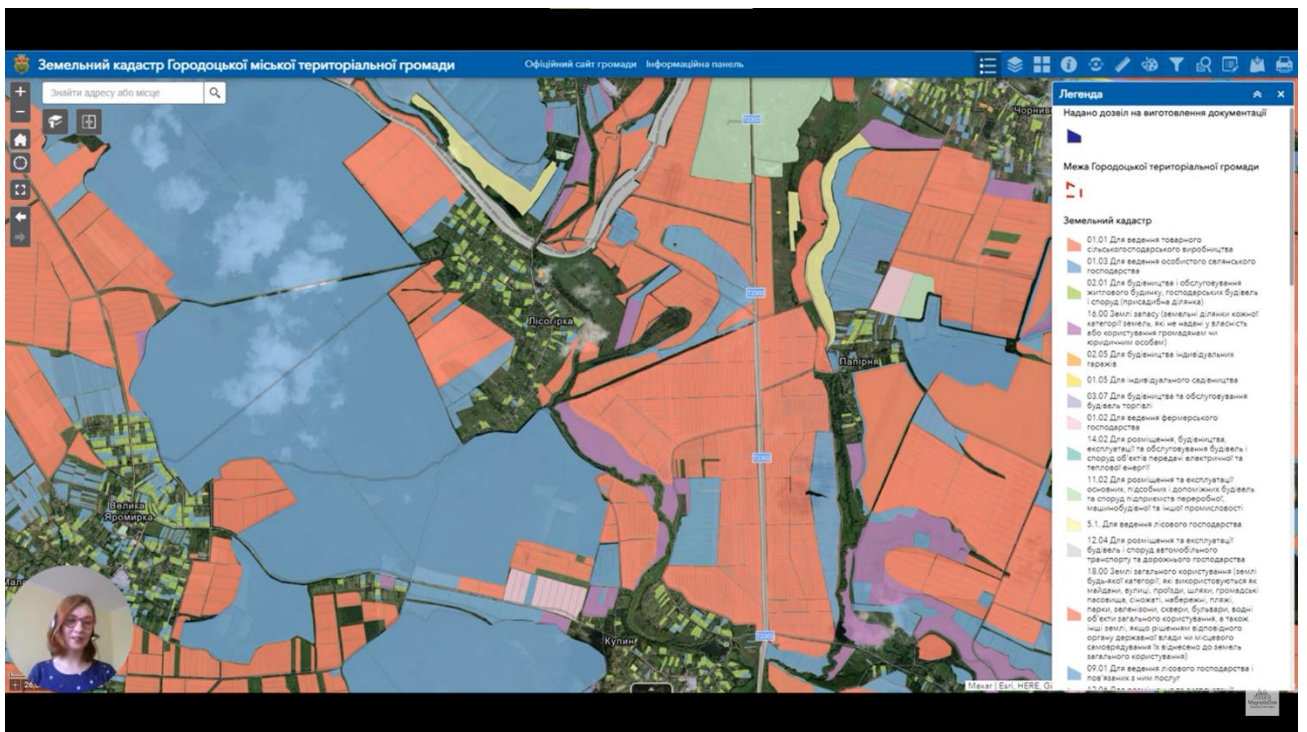 Земельний кадастр Городоцької міської територіальної громади
Офіційний сайт громади Інформаційна панель
Знайти адресу або місце
Легенда
Надано дозвіл на виготовлення документації
Межа Городоцької територіальної громади
Земельний кадастр
01.01 Для ведення товарного
сільськогосподарського виробництва
01.03 Для ведення особистого селянського
господарства
02.01 Для будівництва і обслуговування
житлового будинку, господарських будівель
і споруд (присадибна ділянка)
16.00 Землі запасу (земельні ділянки кожної
категорії земель, які не надані у власність
або користування громадянам чи
юридичним особам)
02.05 Для будівництва індивідуальних
гаражів
01.05 Для індивідуального садівництва
03.07 Для будівництва та обслуговування
будівель торгівлі
01.02 Для ведення фермерського
господарства
14.02 Для розміщення, будівництва,
експлуатації та обслуговування будівель і
споруд об'єктів передачі електричної та
теплової енергії
11.02 Для розміщення та експлуатації
основних, підсобних і допоміжних будівель
та споруд підприємств переробної,
машинобудівної та іншої промисловості
5.1. Для ведення лісового господарства
12.04 Для розміщення та експлуатації
будівель і споруд автомобільного
транспорту та дорожнього господарства
18.00 Землі загального користування (землі
будь-якої категорії, які використовуються як
майдани, вулиці, проїзди, шляхи, громадські
пасовища, сіножаті, набережні, пляжі,
парки, зелені зони, сквери, бульвари, водні
об'єкти загального користування, а також
інші землі, якщо рішенням відповідного
органу державної влади чи місцевого
самоврядування їх віднесено до земель
загального користування)
09.01 Для ведення лісового господарства і
пов'язаних з ним послуг
Лісогірка
Папірня
Велика
Яромирка
Купин
Maxar | Esri, HERE,
MagneticOne